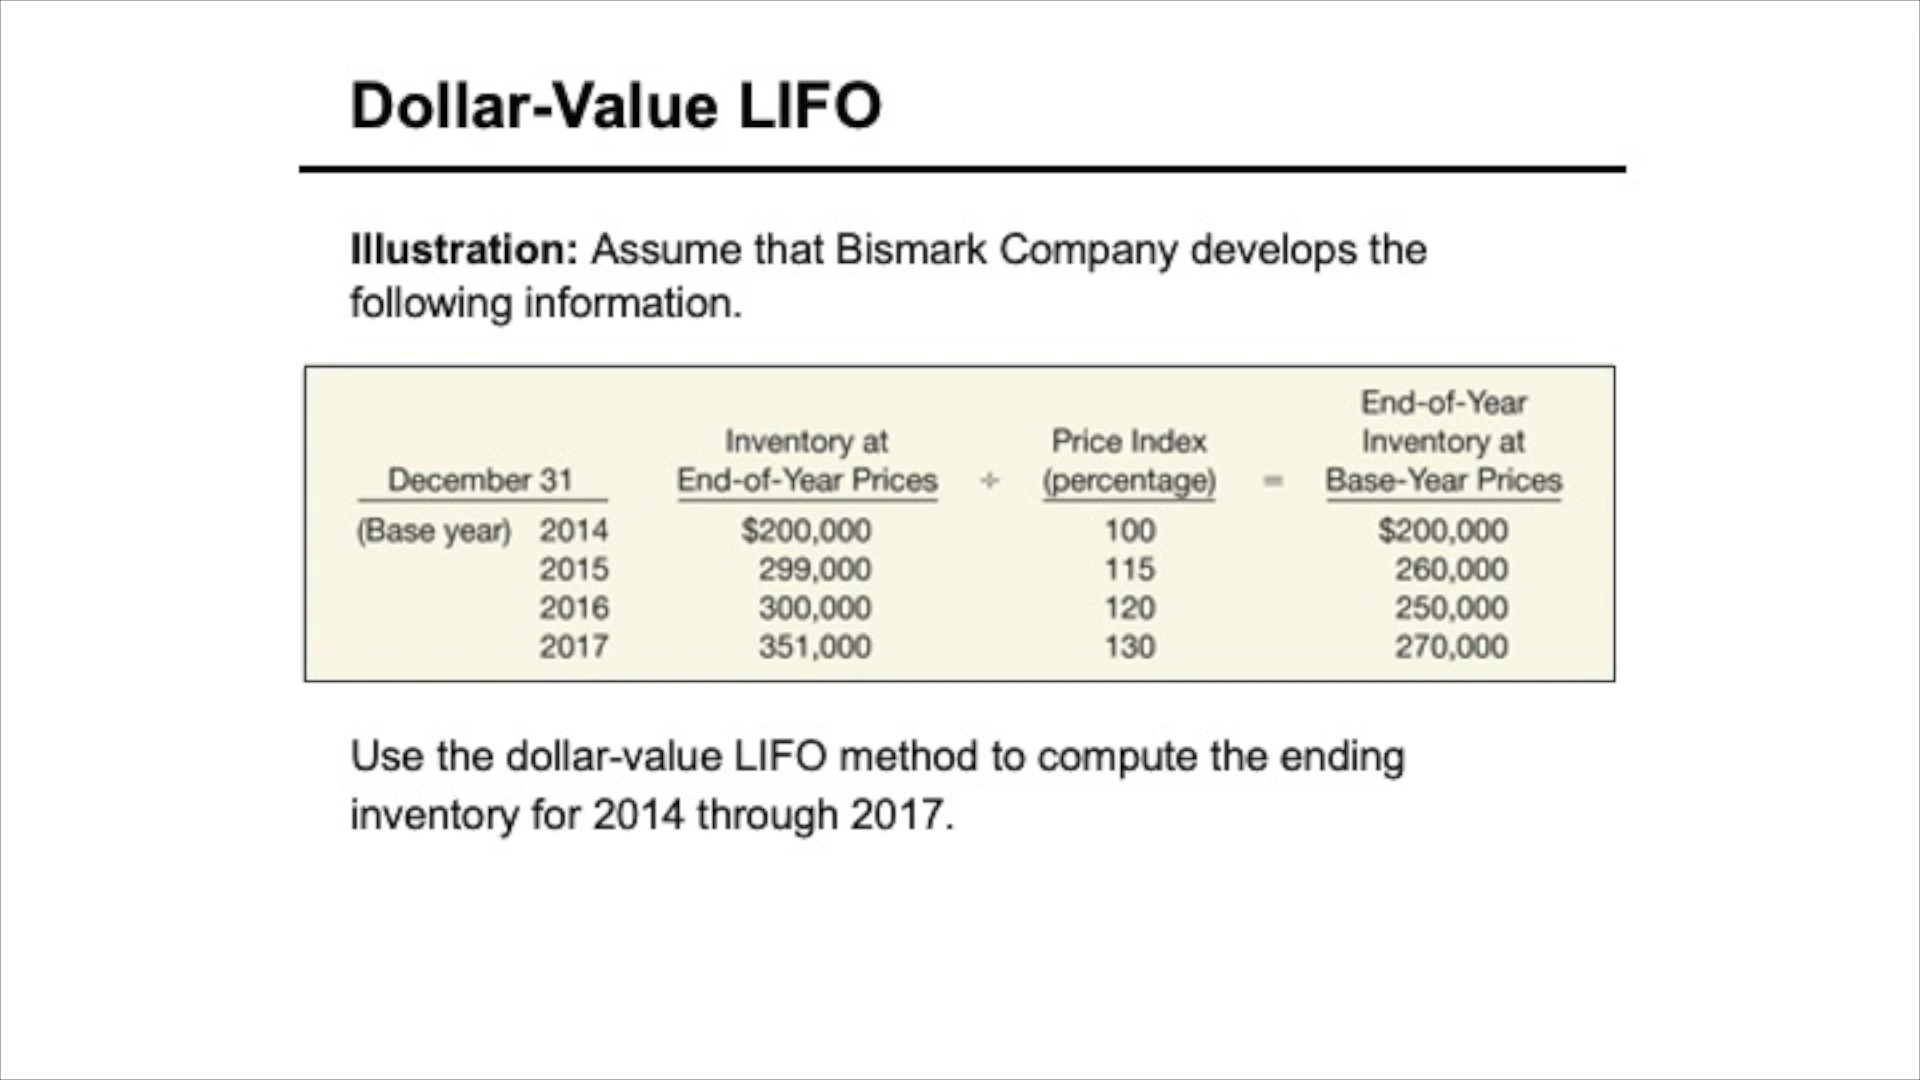 Dollar-Value LIFO
Illustration: Assume that Bismark Company develops the
following information.
End-of-Year
Inventory at Price Index Inventory at
December 31 End-of-Year Prices ÷ (percentage) = Base-Year Prices
(Base year) 2014 $200,000 100 $200,000
2015 299,000 115 260,000
2016 300,000 120 250,000
2017 351,000 130 270,000
Use the dollar-value LIFO method to compute the ending
inventory for 2014 through 2017.